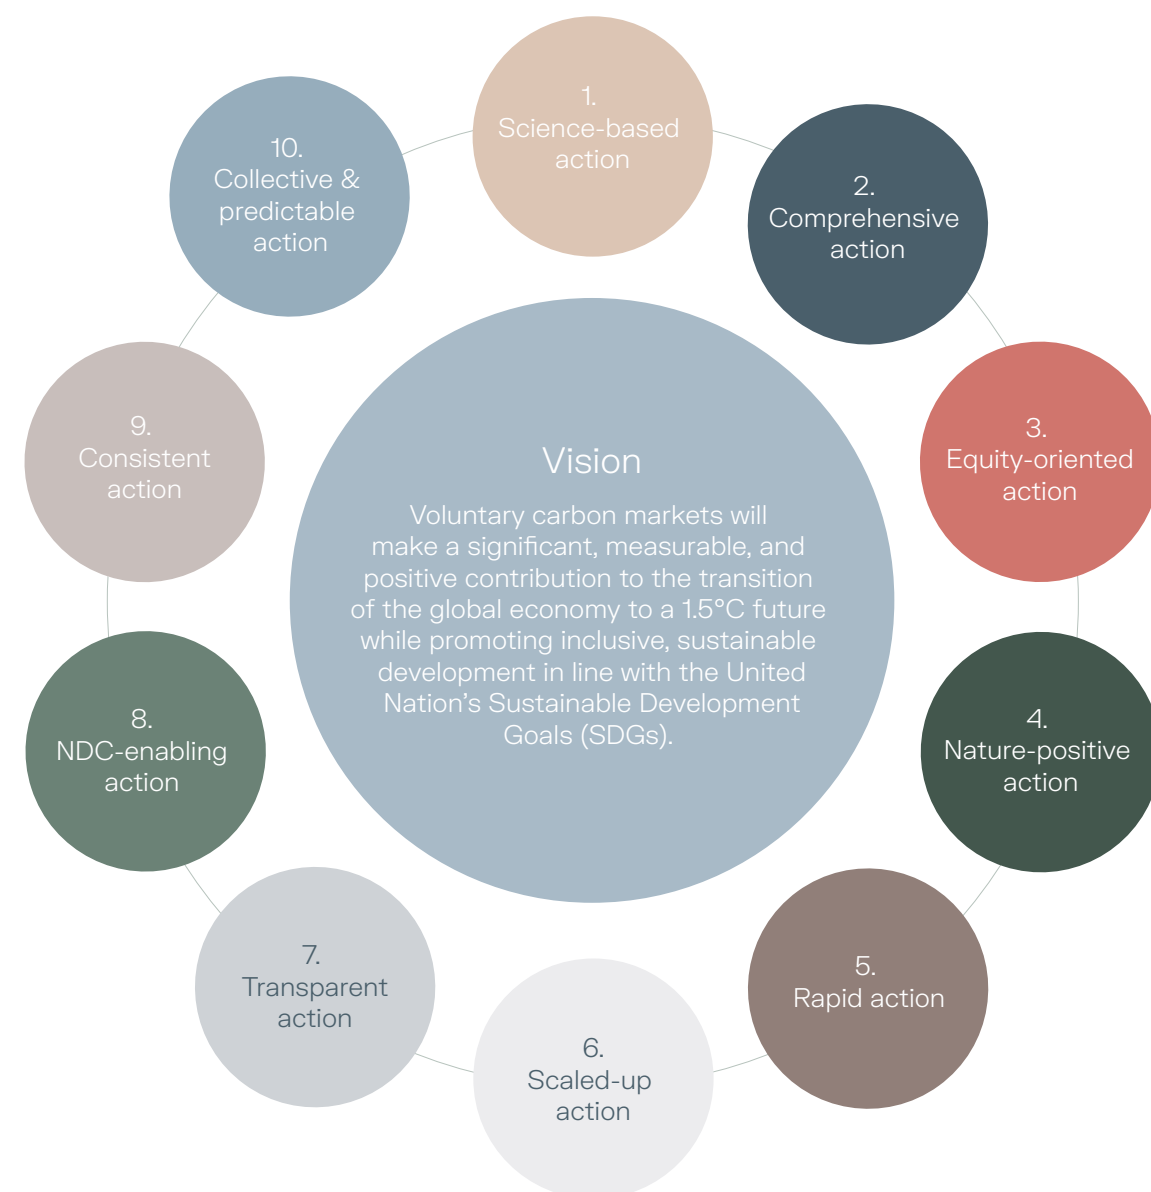 1.
Science-based
action
2.
Comprehensive
action
3.
Equity-oriented
action
4.
Nature-positive
action
5.
Rapid action
6.
Scaled-up
action
7.
Transparent
action
8.
NDC-enabling
action
9.
Consistent
action
10.
Collective &
predictable
action
Vision
Voluntary carbon markets will
make a significant, measurable, and
positive contribution to the transition
of the global economy to a 1.5°C future
while promoting inclusive, sustainable
development in line with the United
Nation’s Sustainable Development
Goals (SDGs).